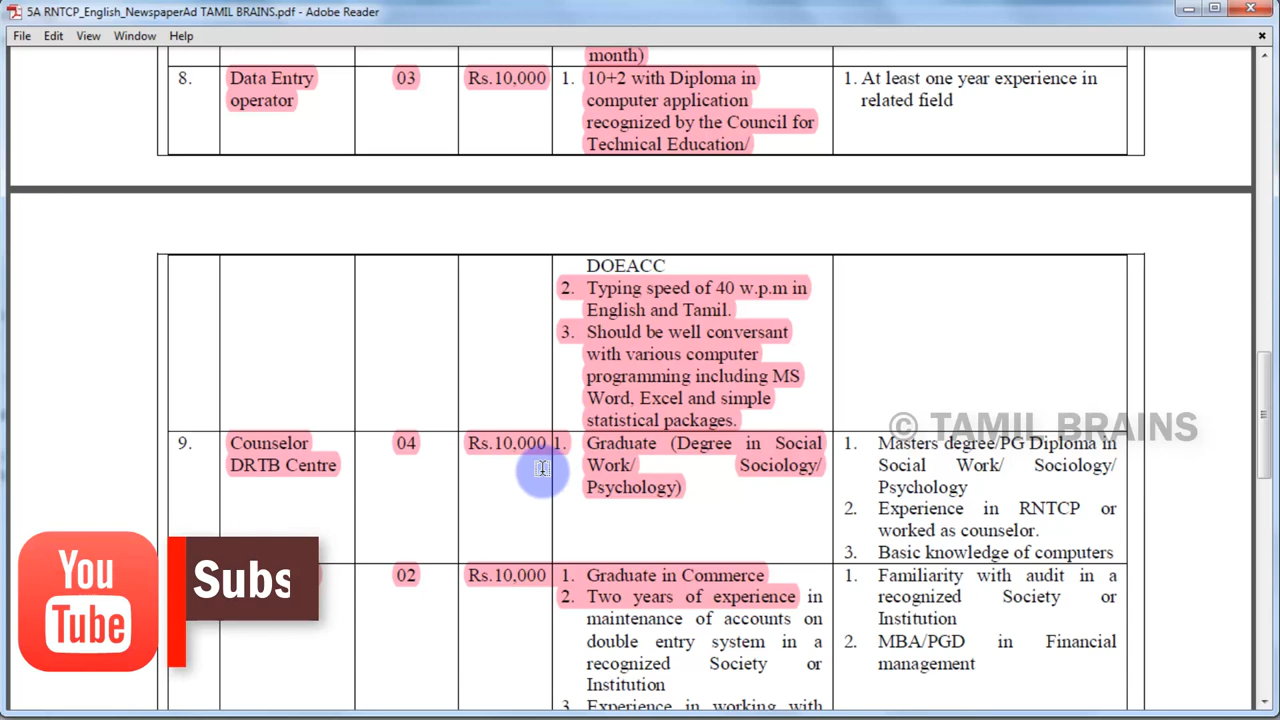 5A RNTCP_English_NewspaperAd TAMIL BRAINS.pdf - Adobe Reader
File Edit View Window Help
month)
8. Data Entry 03 Rs.10,000 1. 10+2 with Diploma in 1. At least one year experience in
operator computer application related field
recognized by the Council for
Technical Education/
DOEACC
2. Typing speed of 40 w.p.m in
English and Tamil.
3. Should be well conversant
with various computer
programming including MS
Word, Excel and simple
statistical packages.
© TAMIL BRAINS
9. Counselor 04 Rs.10,000 1. Graduate (Degree in Social 1. Masters degree/PG Diploma in
DRTB Centre Work/ Sociology/ Social Work/ Sociology/
Psychology) Psychology
2. Experience in RNTCP or
worked as counselor.
3. Basic knowledge of computers
02 Rs.10,000 1. Graduate in Commerce 1. Familiarity with audit in a
2. Two years of experience in recognized Society or
maintenance of accounts on Institution
double entry system in a 2. MBA/PGD in Financial
recognized Society or management
Institution
3. Experience in working with
You
Tube
Subs